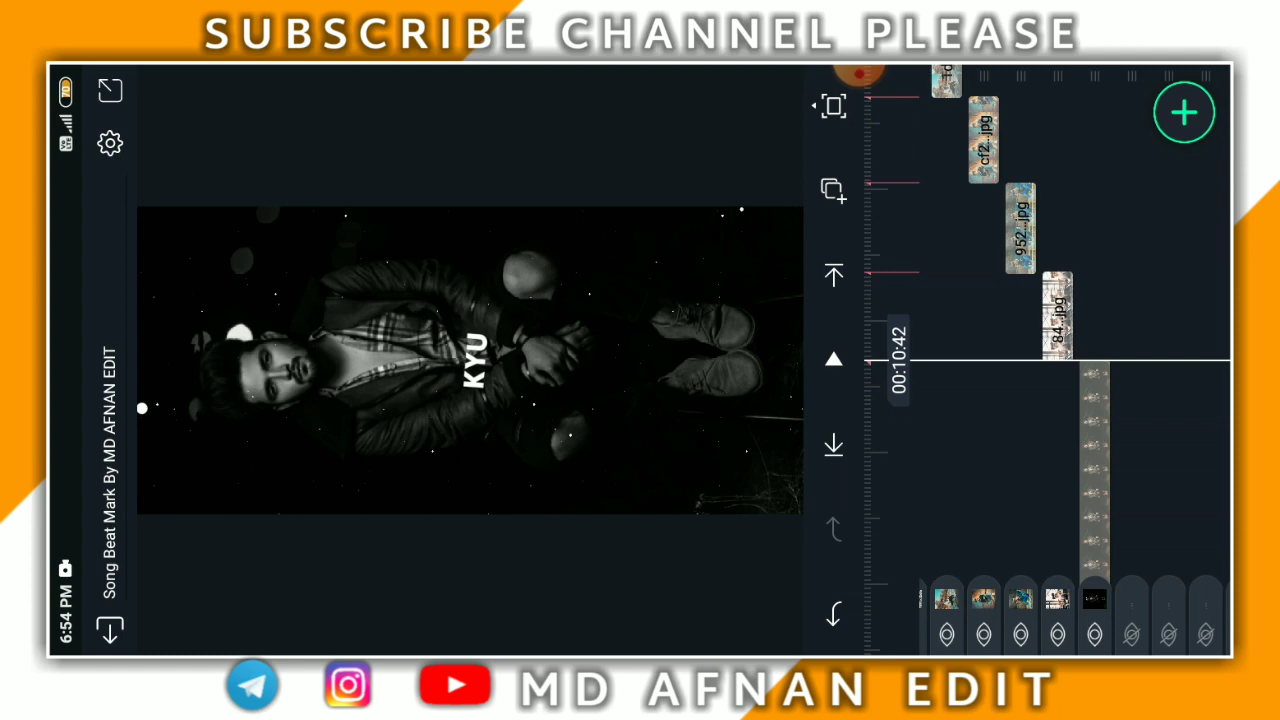 SUBSCRIBE CHANNEL PLEASE
6:54 PM
70
Song Beat Mark By MD AFNAN EDIT
KYU
00:10:42
cf2...jpg
952...jpg
84...jpg
MD AFNAN EDIT